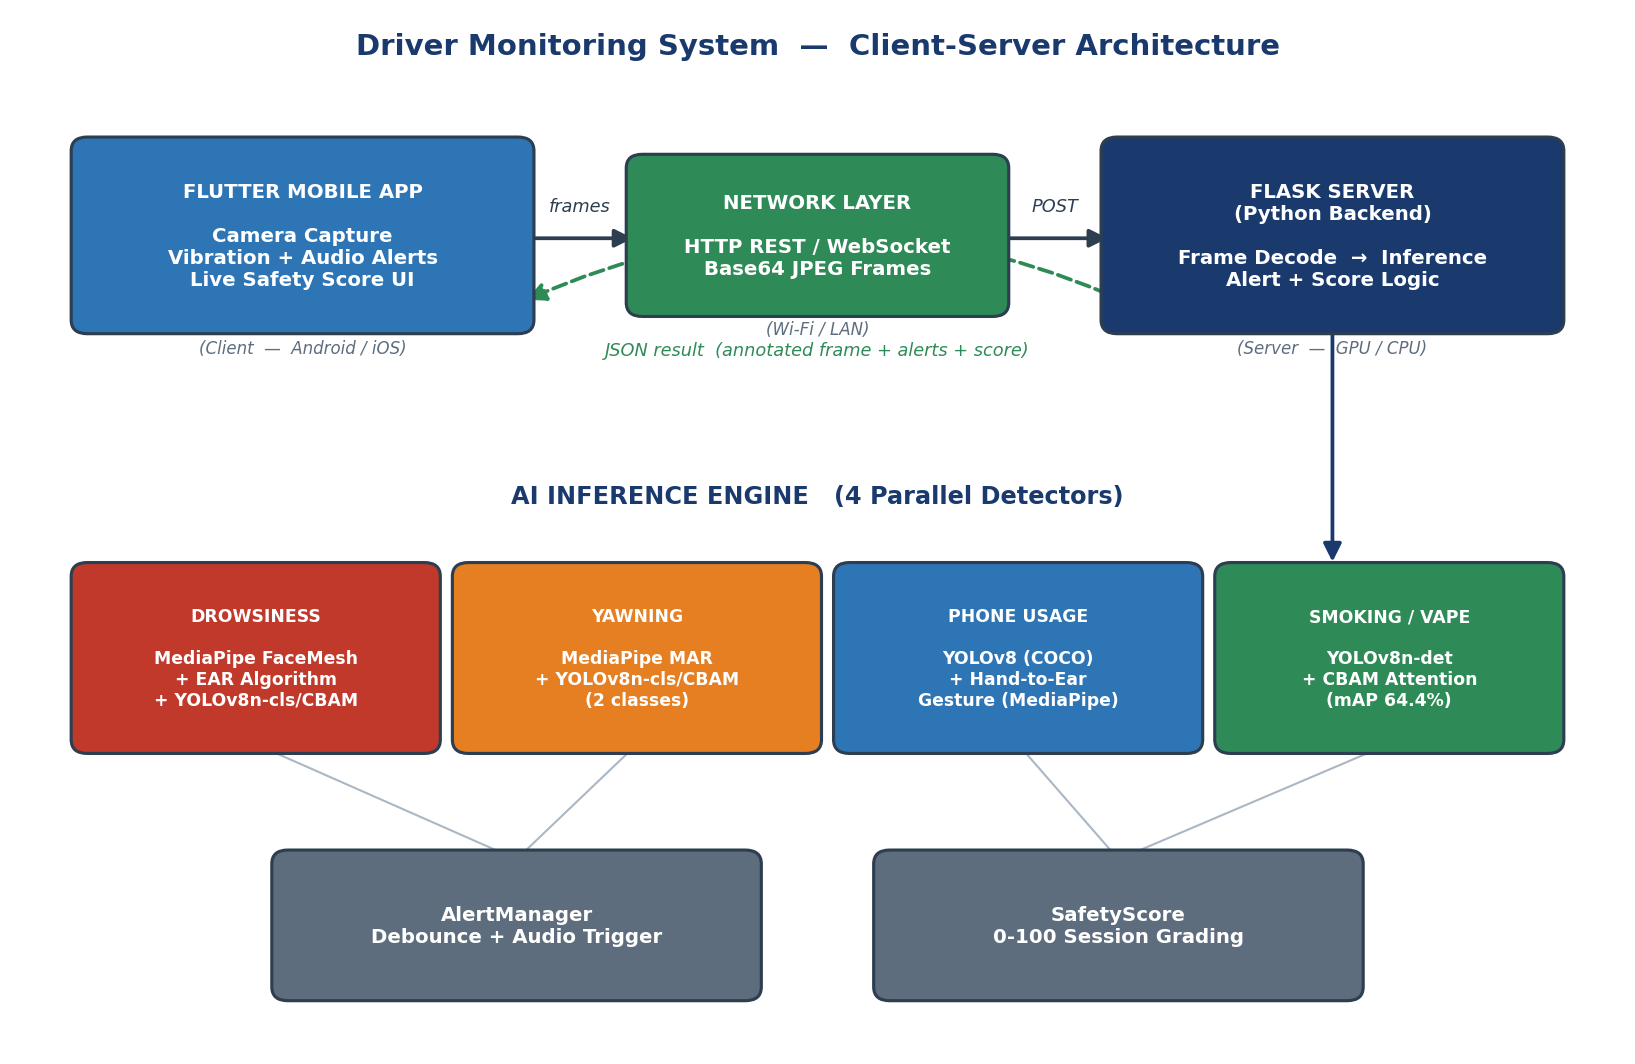 Driver Monitoring System — Client-Server Architecture
FLUTTER MOBILE APP
Camera Capture
Vibration + Audio Alerts
Live Safety Score UI
(Client — Android / iOS)
frames
NETWORK LAYER
HTTP REST / WebSocket
Base64 JPEG Frames
(Wi-Fi / LAN)
JSON result (annotated frame + alerts + score)
POST
FLASK SERVER
(Python Backend)
Frame Decode → Inference
Alert + Score Logic
(Server — GPU / CPU)
AI INFERENCE ENGINE (4 Parallel Detectors)
DROWSINESS
MediaPipe FaceMesh
+ EAR Algorithm
+ YOLOv8n-cls/CBAM
YAWNING
MediaPipe MAR
+ YOLOv8n-cls/CBAM
(2 classes)
PHONE USAGE
YOLOv8 (COCO)
+ Hand-to-Ear
Gesture (MediaPipe)
SMOKING / VAPE
YOLOv8n-det
+ CBAM Attention
(mAP 64.4%)
AlertManager
Debounce + Audio Trigger
SafetyScore
0-100 Session Grading